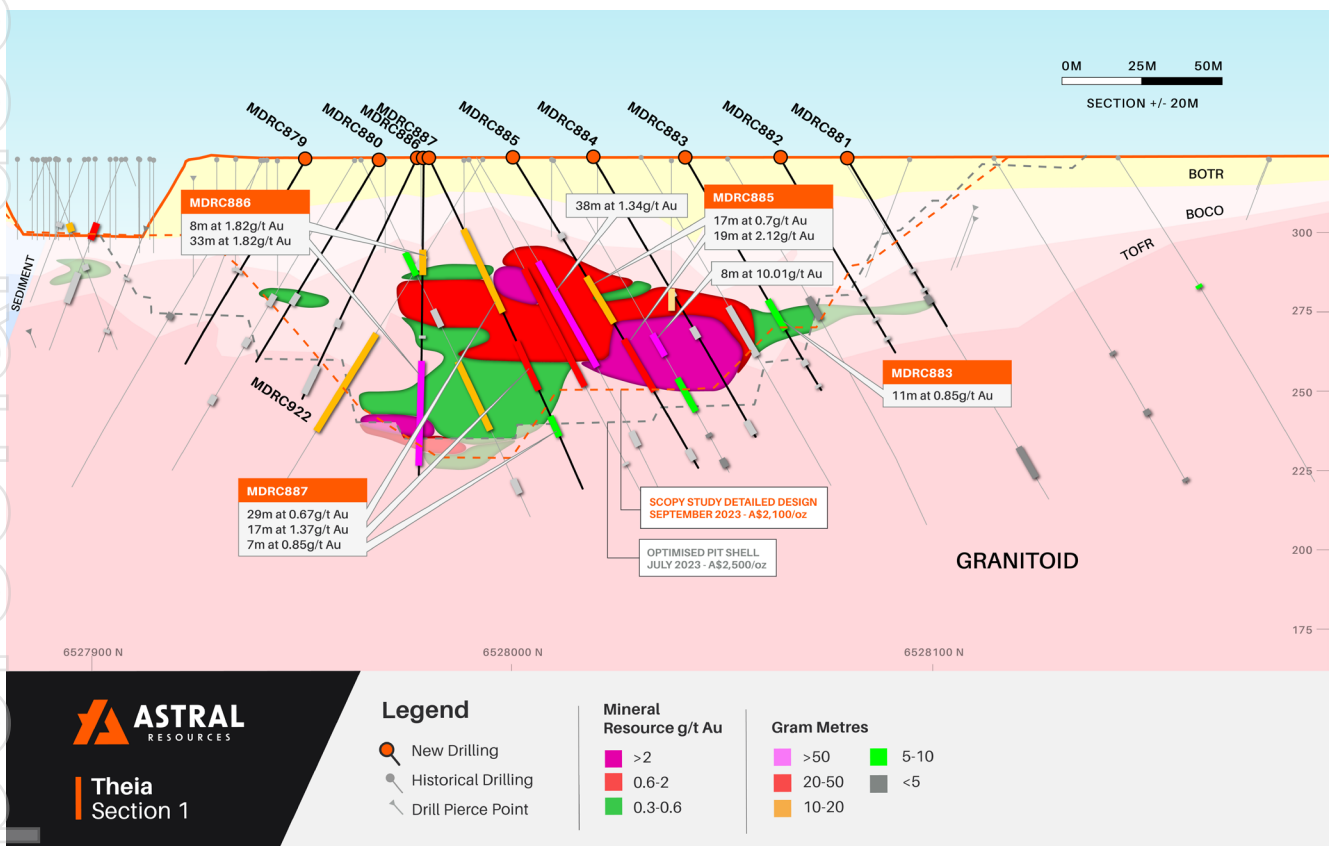 0M 25M 50M
SECTION +/- 20M
MDRC879
MDRC880
MDRC886
MDRC887
MDRC885
MDRC884
MDRC883
MDRC882
MDRC881
BOTR
BOCO
TOFR
SEDIMENT
300
275
250
225
200
175
MDRC886
8m at 1.82g/t Au
33m at 1.82g/t Au
38m at 1.34g/t Au
MDRC885
17m at 0.7g/t Au
19m at 2.12g/t Au
8m at 10.01g/t Au
MDRC883
11m at 0.85g/t Au
MDRC922
MDRC887
29m at 0.67g/t Au
17m at 1.37g/t Au
7m at 0.85g/t Au
SCOPY STUDY DETAILED DESIGN
SEPTEMBER 2023 - A$2,100/oz
OPTIMISED PIT SHELL
JULY 2023 - A$2,500/oz
GRANITOID
6527900 N
6528000 N
6528100 N
ASTRAL
RESOURCES
Theia
Section 1
Legend
New Drilling
Historical Drilling
Drill Pierce Point
Mineral
Resource g/t Au
>2
0.6-2
0.3-0.6
Gram Metres
>50
20-50
10-20
5-10
<5